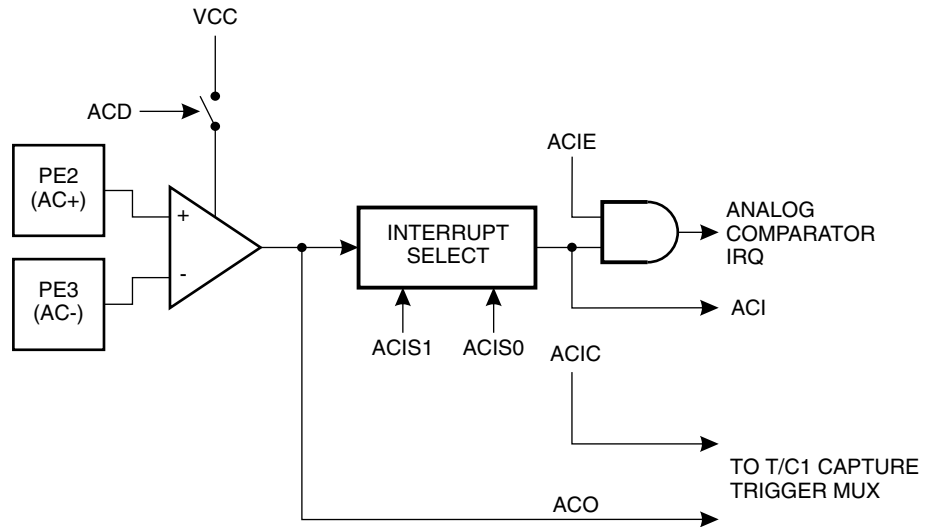 VCC
ACD
PE2
(AC+)
+
-
PE3
(AC-)
INTERRUPT
SELECT
ACIS1
ACIS0
ACIE
ANALOG
COMPARATOR
IRQ
ACI
ACIC
TO T/C1 CAPTURE
TRIGGER MUX
ACO